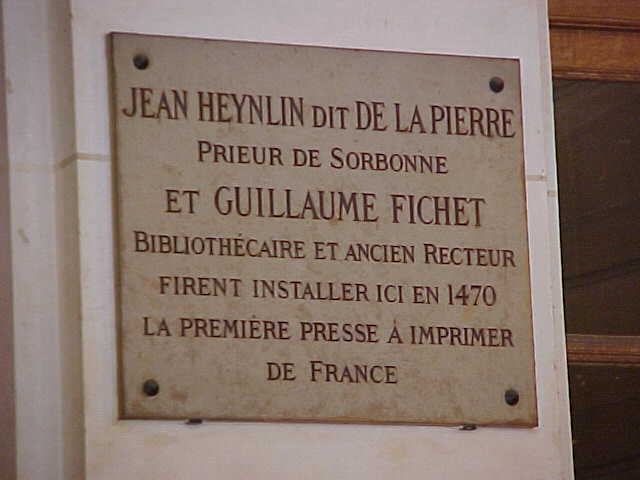 JEAN HEYNLIN DIT DE LA PIERRE
PRIEUR DE SORBONNE
ET GUILLAUME FICHET
BIBLIOTHÉCAIRE ET ANCIEN RECTEUR
FIRENT INSTALLER ICI EN 1470
LA PREMIÈRE PRESSE À IMPRIMER
DE FRANCE